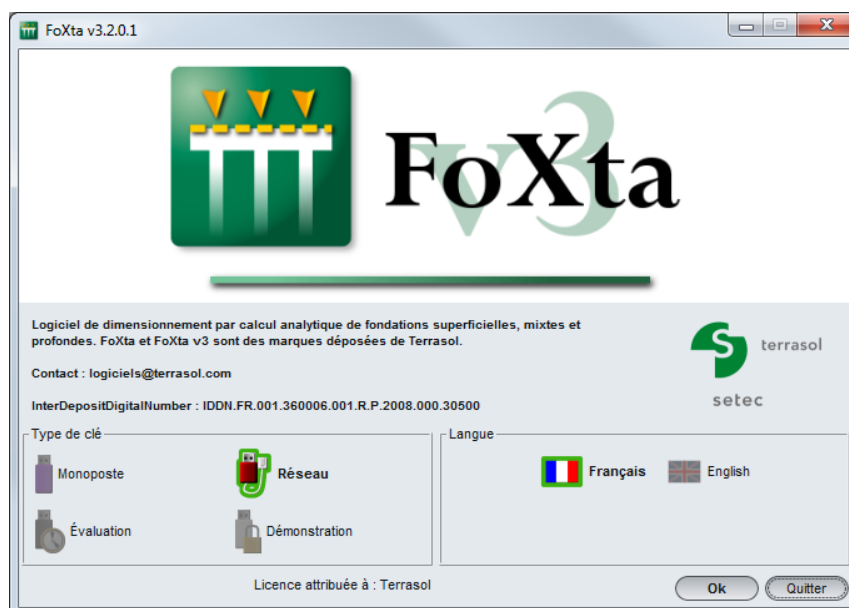 FoXta v3.2.0.1
FoXta
v3
Logiciel de dimensionnement par calcul analytique de fondations superficielles, mixtes et
profondes. FoXta et FoXta v3 sont des marques déposées de Terrasol.
Contact : logiciels@terrasol.com
InterDepositDigitalNumber : IDDN.FR.001.360006.001.R.P.2008.000.30500
terrasol
setec
Type de clé
Monoposte
Réseau
Évaluation
Démonstration
Langue
Français
English
Licence attribuée à : Terrasol
Ok
Quitter